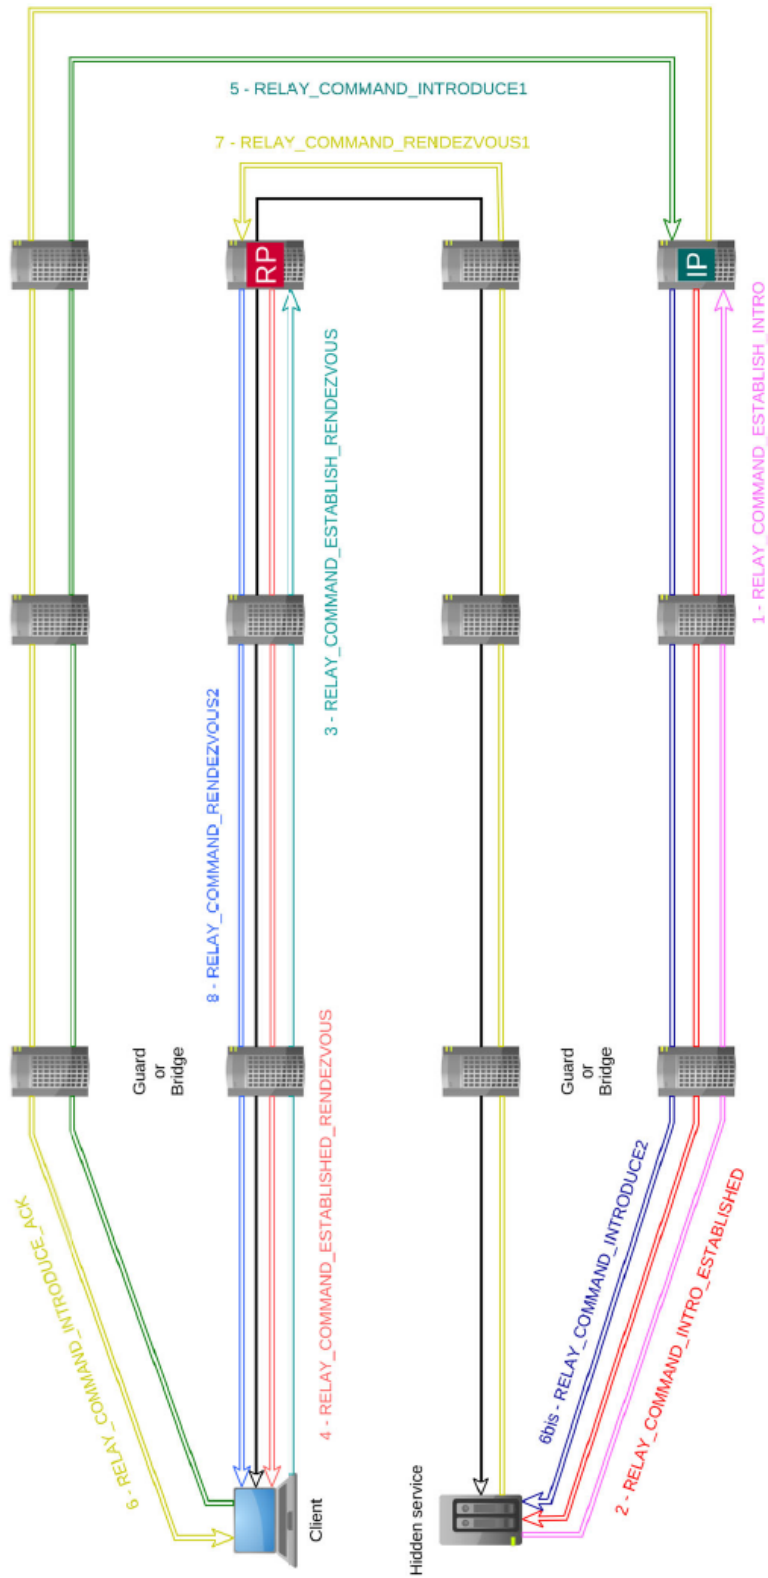 5 - RELAY_COMMAND_INTRODUCE1
7 - RELAY_COMMAND_RENDEZVOUS1
RP
IP
1 - RELAY_COMMAND_ESTABLISH_INTRO
3 - RELAY_COMMAND_ESTABLISH_RENDEZVOUS
8 - RELAY_COMMAND_RENDEZVOUS2
Guard
or
Bridge
Guard
or
Bridge
4 - RELAY_COMMAND_ESTABLISHED_RENDEZVOUS
6 - RELAY_COMMAND_INTRODUCE_ACK
6bis - RELAY_COMMAND_INTRODUCE2
2 - RELAY_COMMAND_INTRO_ESTABLISHED
Client
Hidden service